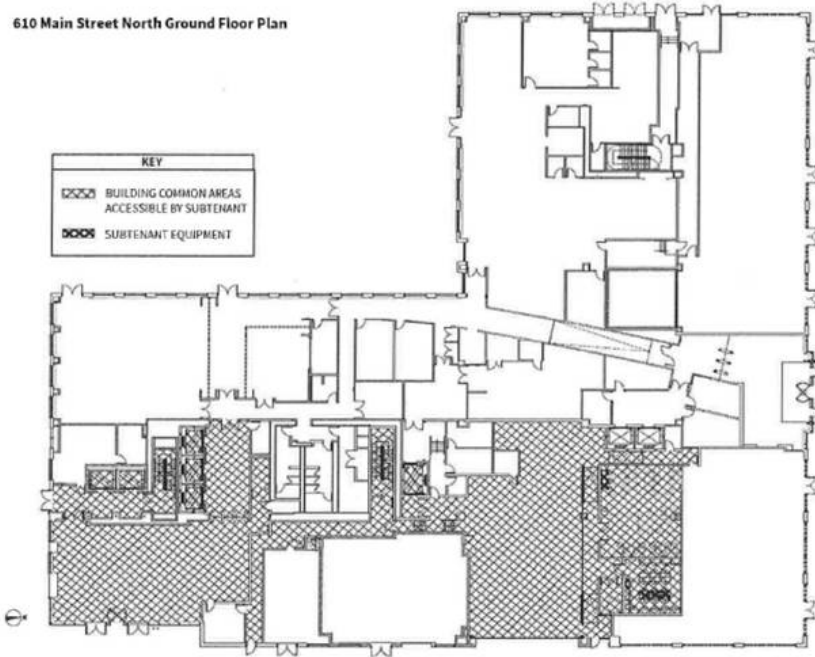 610 Main Street North Ground Floor Plan
KEY
BUILDING COMMON AREAS
ACCESSIBLE BY SUBTENANT
SUBTENANT EQUIPMENT